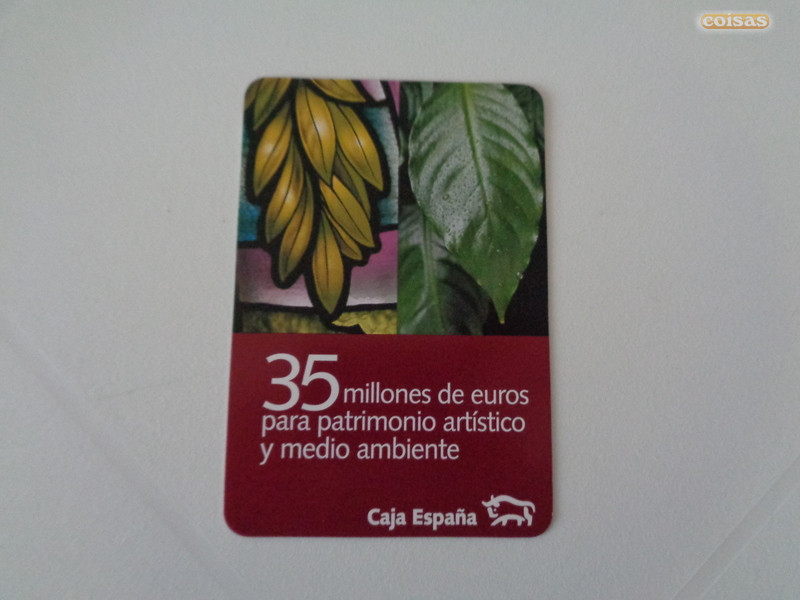 coisas
35 millones de euros
para patrimonio artístico
y medio ambiente
Caja España